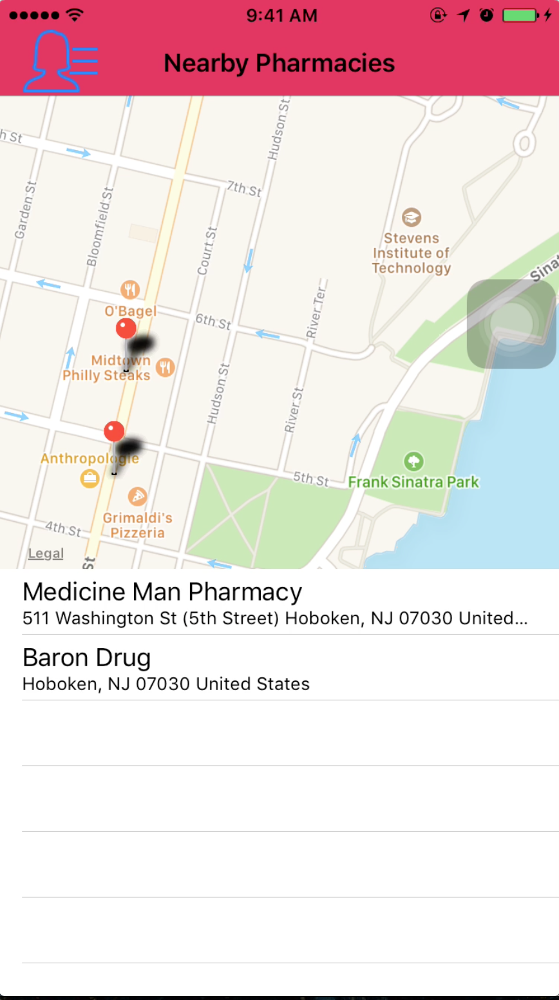 9:41 AM
Nearby Pharmacies
Hudson St
h St
7th St
Garden St
Bloomfield St
Court St
Stevens
Institute of
Technology
Sinat
O'Bagel
River Ter
6th St
Midtown
Philly Steaks
Hudson St
River St
Anthropologie
5th St
Frank Sinatra Park
Grimaldi's
Pizzeria
4th St
Legal
St
Medicine Man Pharmacy
511 Washington St (5th Street) Hoboken, NJ 07030 United...
Baron Drug
Hoboken, NJ 07030 United States